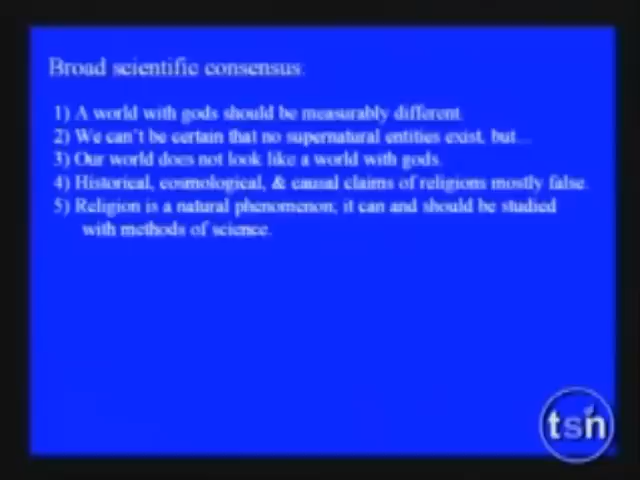 Broad scientific consensus:
1) A world with gods should be measurably different.
2) We can't be certain that no supernatural entities exist, but...
3) Our world does not look like a world with gods.
4) Historical, cosmological, & causal claims of religions mostly false.
5) Religion is a natural phenomenon; it can and should be studied
with methods of science.
tsn